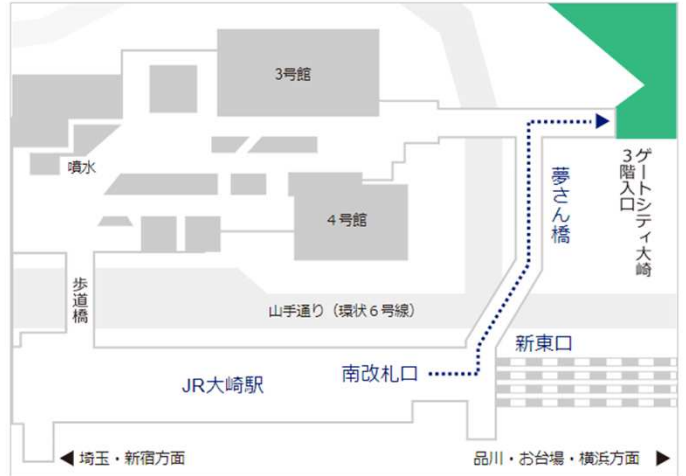 3号館
噴水
4号館
夢さん橋
ゲートシティ大崎
3階入口
歩道橋
山手通り（環状6号線）
新東口
南改札口
JR大崎駅
◀ 埼玉・新宿方面
品川・お台場・横浜方面 ▶